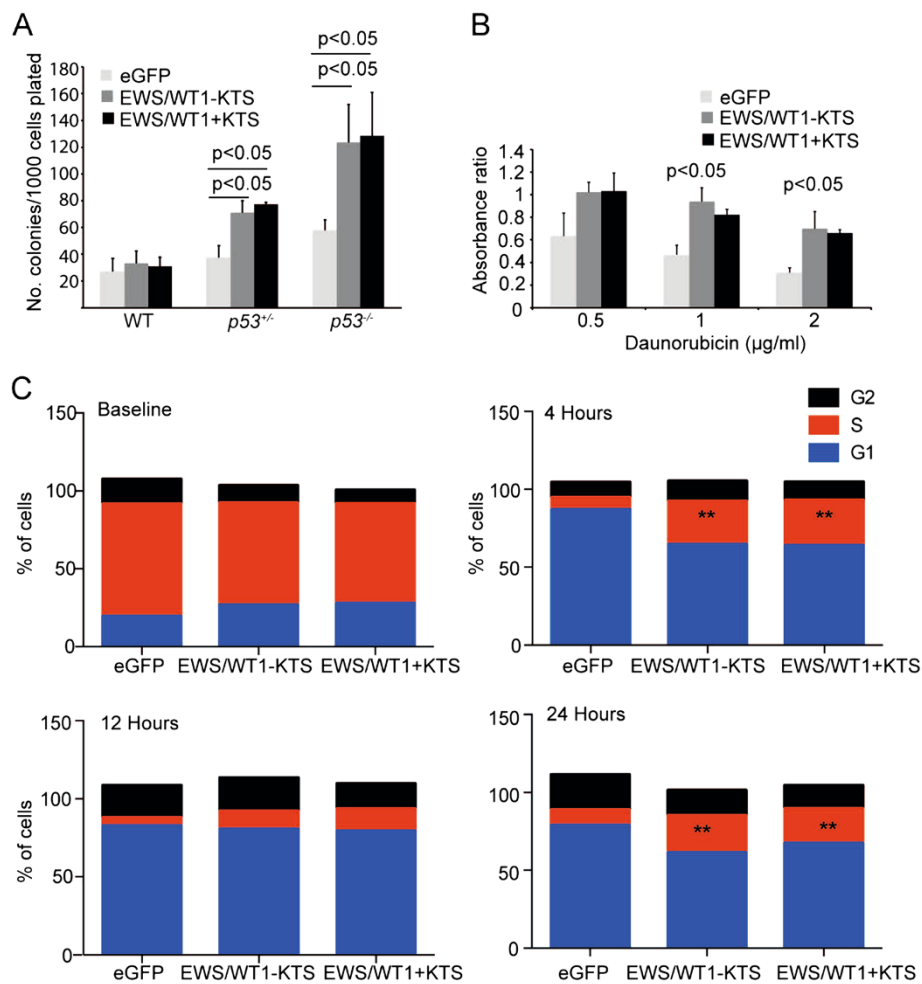 A
No. colonies/1000 cells plated
180
160
140
120
100
80
60
40
20
eGFP
EWS/WT1-KTS
EWS/WT1+KTS
p<0.05
p<0.05
p<0.05
p<0.05
WT
p53+/-
p53-/-
B
eGFP
EWS/WT1-KTS
EWS/WT1+KTS
Absorbance ratio
1.4
1.2
1
0.8
0.6
0.4
0.2
0
p<0.05
p<0.05
0.5
1
2
Daunorubicin (µg/ml)
C
Baseline
% of cells
150
100
50
0
eGFP
EWS/WT1-KTS
EWS/WT1+KTS
4 Hours
G2
S
G1
% of cells
150
100
50
0
**
**
eGFP
EWS/WT1-KTS
EWS/WT1+KTS
12 Hours
% of cells
150
100
50
0
eGFP
EWS/WT1-KTS
EWS/WT1+KTS
24 Hours
% of cells
150
100
50
0
**
**
eGFP
EWS/WT1-KTS
EWS/WT1+KTS